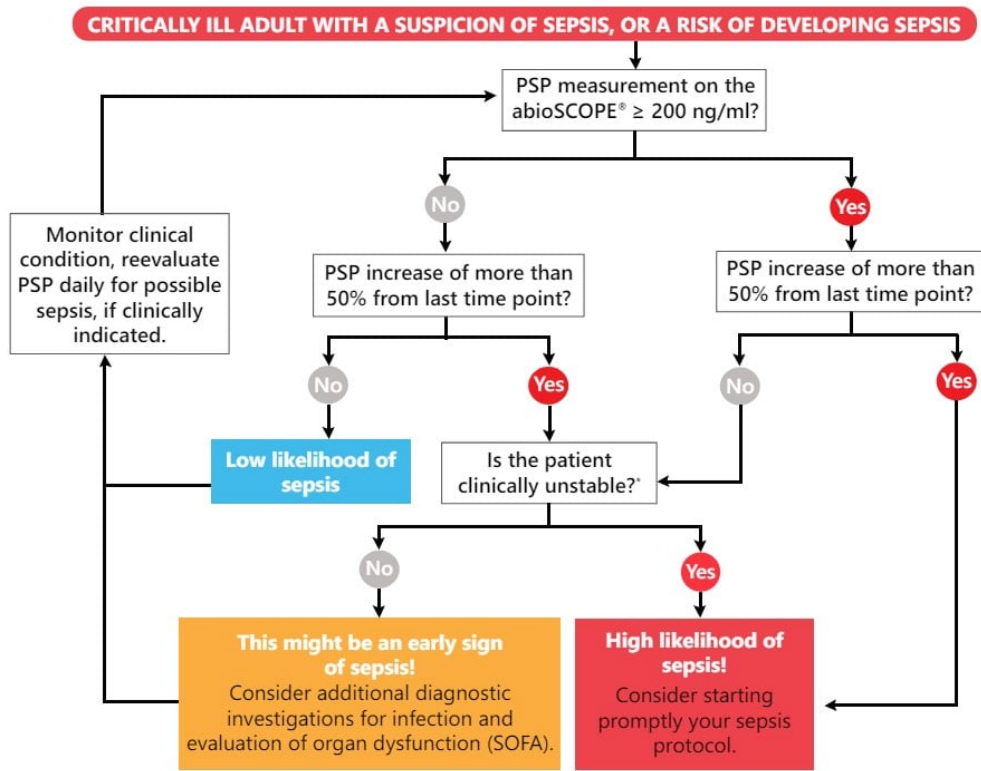 CRITICALLY ILL ADULT WITH A SUSPICION OF SEPSIS, OR A RISK OF DEVELOPING SEPSIS
PSP measurement on the
abioSCOPE® ≥ 200 ng/ml?
No
Yes
Monitor clinical
condition, reevaluate
PSP daily for possible
sepsis, if clinically
indicated.
PSP increase of more than
50% from last time point?
PSP increase of more than
50% from last time point?
No
Yes
No
Yes
Low likelihood of
sepsis
Is the patient
clinically unstable?*
No
Yes
This might be an early sign
of sepsis!
Consider additional diagnostic
investigations for infection and
evaluation of organ dysfunction (SOFA).
High likelihood of
sepsis!
Consider starting
promptly your sepsis
protocol.